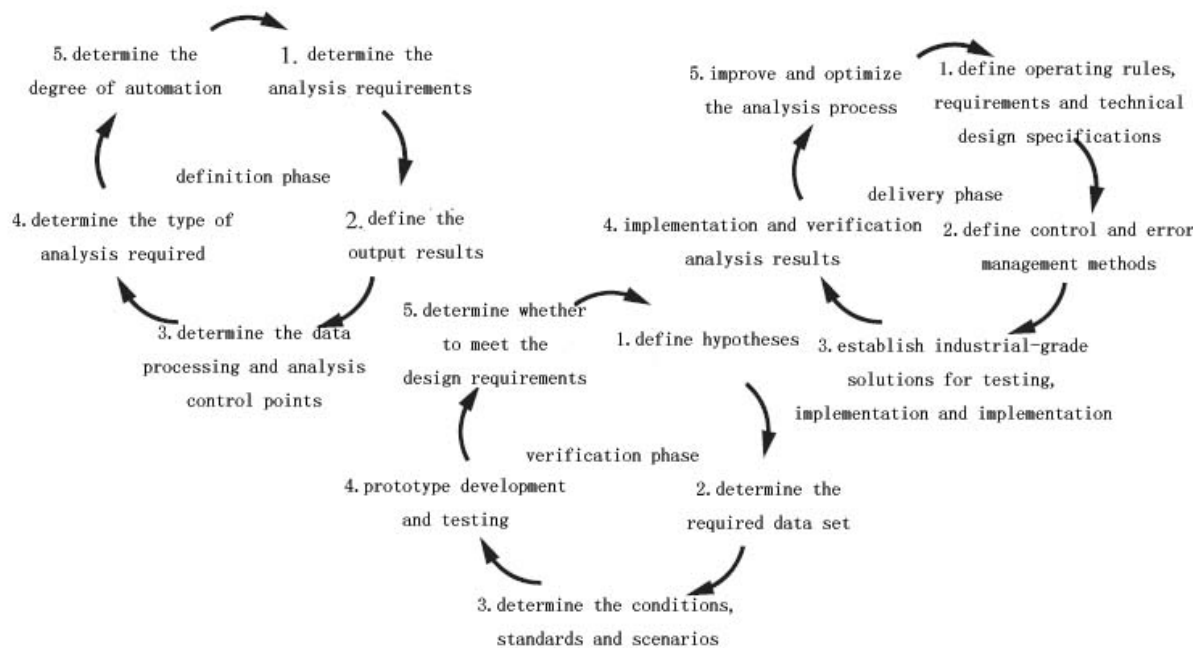 5. determine the
degree of automation
1. determine the
analysis requirements
definition phase
2. define the
output results
3. determine the data
processing and analysis
control points
4. determine the type of
analysis required
5. improve and optimize
the analysis process
1. define operating rules,
requirements and technical
design specifications
delivery phase
2. define control and error
management methods
3. establish industrial-grade
solutions for testing,
implementation and implementation
4. implementation and verification
analysis results
5. determine whether
to meet the
design requirements
1. define hypotheses
verification phase
2. determine the
required data set
3. determine the conditions,
standards and scenarios
4. prototype development
and testing